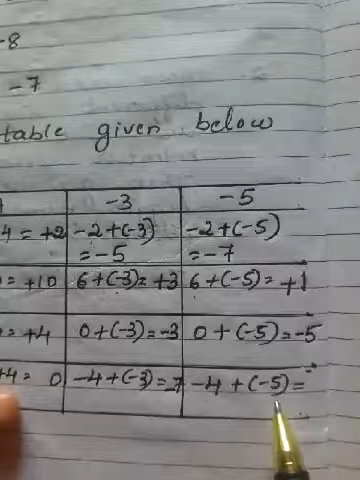 -8
-7
table given below
-3 -5
4 = +2 -2+(-3) = -5 -2+(-5) = -7
= +10 6+(-3)= +3 6+(-5)= +1
= +4 0+(-3)=-3 0+(-5)=-5
+4= 0 -4+(-3)=7 -4+(-5)=